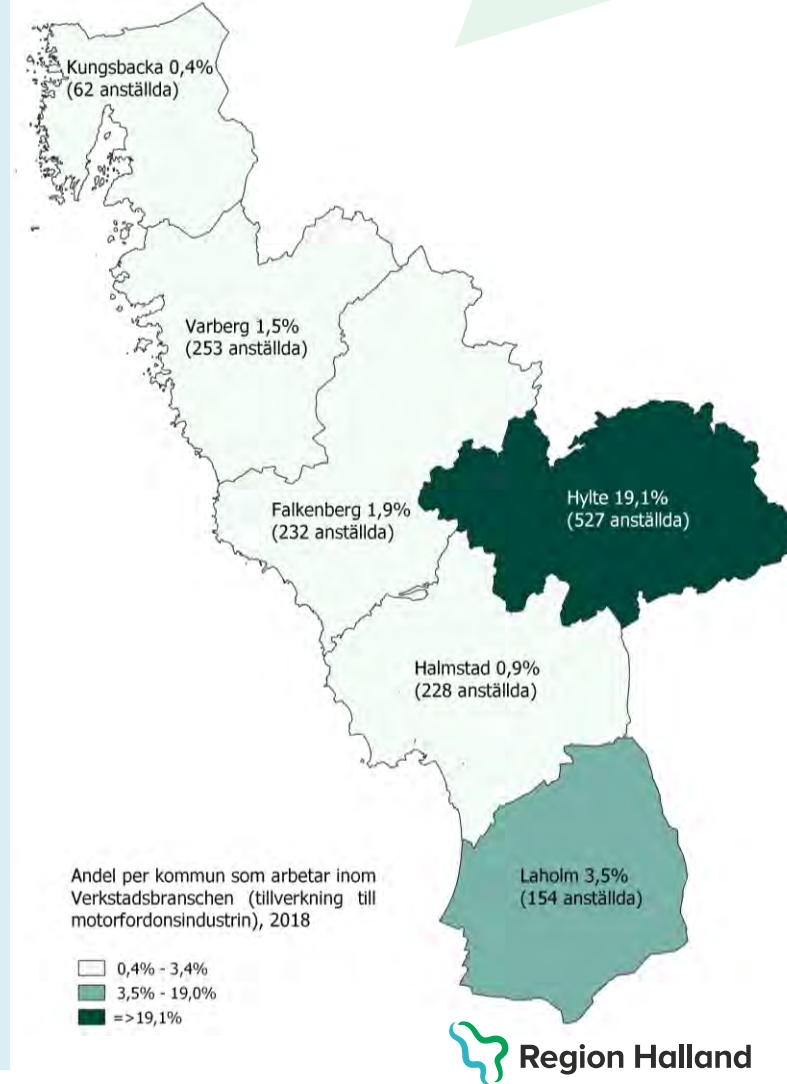 Kungsbacka 0,4%
(62 anställda)
Varberg 1,5%
(253 anställda)
Falkenberg 1,9%
(232 anställda)
Hylte 19,1%
(527 anställda)
Halmstad 0,9%
(228 anställda)
Laholm 3,5%
(154 anställda)
Andel per kommun som arbetar inom
Verkstadsbranschen (tillverkning till
motorfordonsindustrin), 2018
0,4% - 3,4%
3,5% - 19,0%
=>19,1%
Region Halland